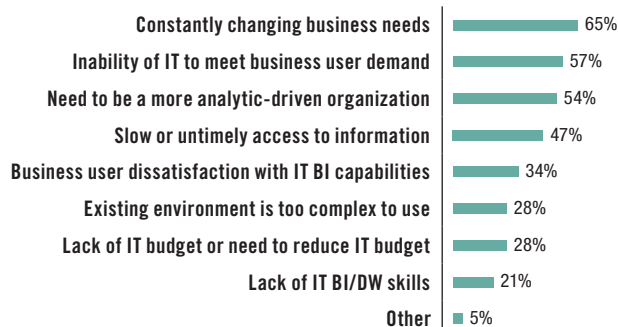 Constantly changing business needs 65%
Inability of IT to meet business user demand 57%
Need to be a more analytic-driven organization 54%
Slow or untimely access to information 47%
Business user dissatisfaction with IT BI capabilities 34%
Existing environment is too complex to use 28%
Lack of IT budget or need to reduce IT budget 28%
Lack of IT BI/DW skills 21%
Other 5%